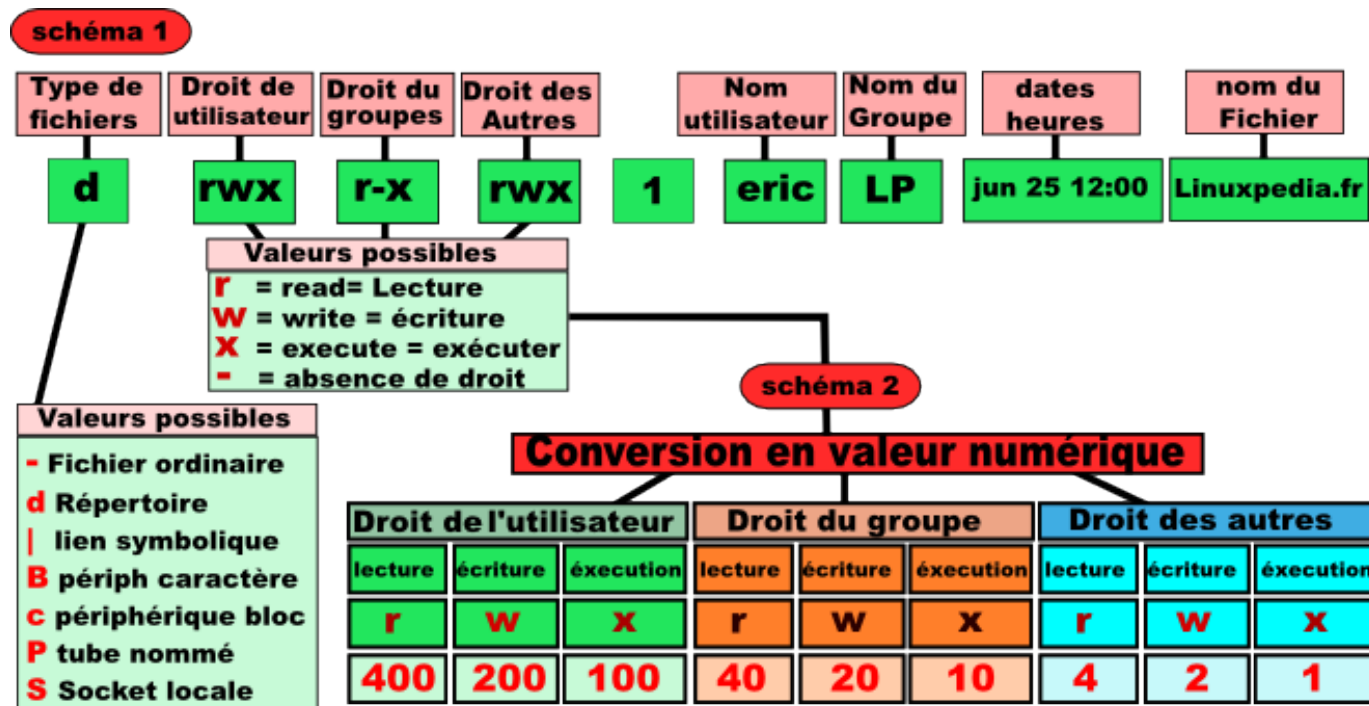 schéma 1
Type de fichiers
Droit de utilisateur
Droit du groupes
Droit des Autres
Nom utilisateur
Nom du Groupe
dates heures
nom du Fichier
d
rwx
r-x
rwx
1
eric
LP
jun 25 12:00
Linuxpedia.fr
Valeurs possibles
r = read= Lecture
w = write = écriture
x = execute = exécuter
- = absence de droit
schéma 2
Valeurs possibles
- Fichier ordinaire
d Répertoire
| lien symbolique
B périph caractère
c périphérique bloc
P tube nommé
S Socket locale
Conversion en valeur numérique
Droit de l'utilisateur
Droit du groupe
Droit des autres
lecture écriture éxecution lecture écriture éxecution lecture écriture éxecution
r w x r w x r w x
400 200 100 40 20 10 4 2 1